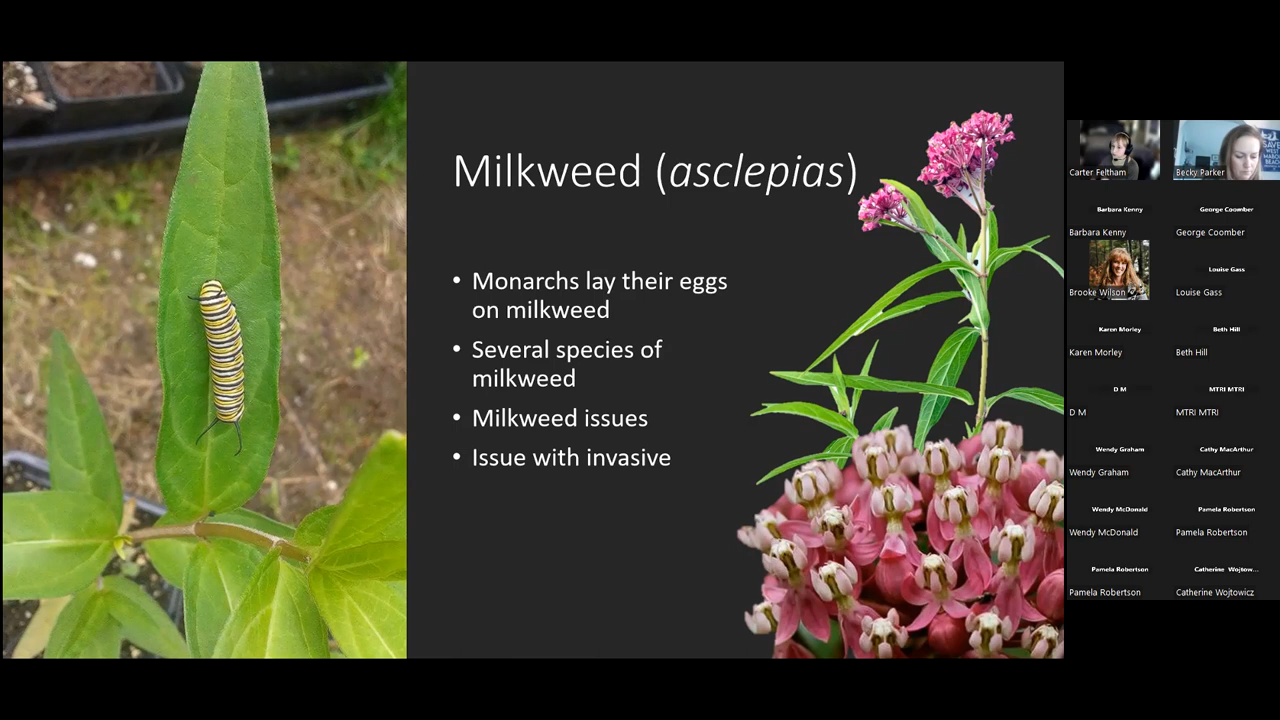 Milkweed (asclepias)
• Monarchs lay their eggs
on milkweed
• Several species of
milkweed
• Milkweed issues
• Issue with invasive
Carter Feltham
Becky Parker
SAVE
WEST
BEACH
Barbara Kenny
George Coomber
Barbara Kenny
George Coomber
Louise Gass
Brooke Wilson
Louise Gass
Karen Morley
Beth Hill
Karen Morley
Beth Hill
D M
MTRI MTRI
D M
MTRI MTRI
Wendy Graham
Cathy MacArthur
Wendy Graham
Cathy MacArthur
Wendy McDonald
Pamela Robertson
Wendy McDonald
Pamela Robertson
Pamela Robertson
Catherine Wojtow...
Pamela Robertson
Catherine Wojtowicz